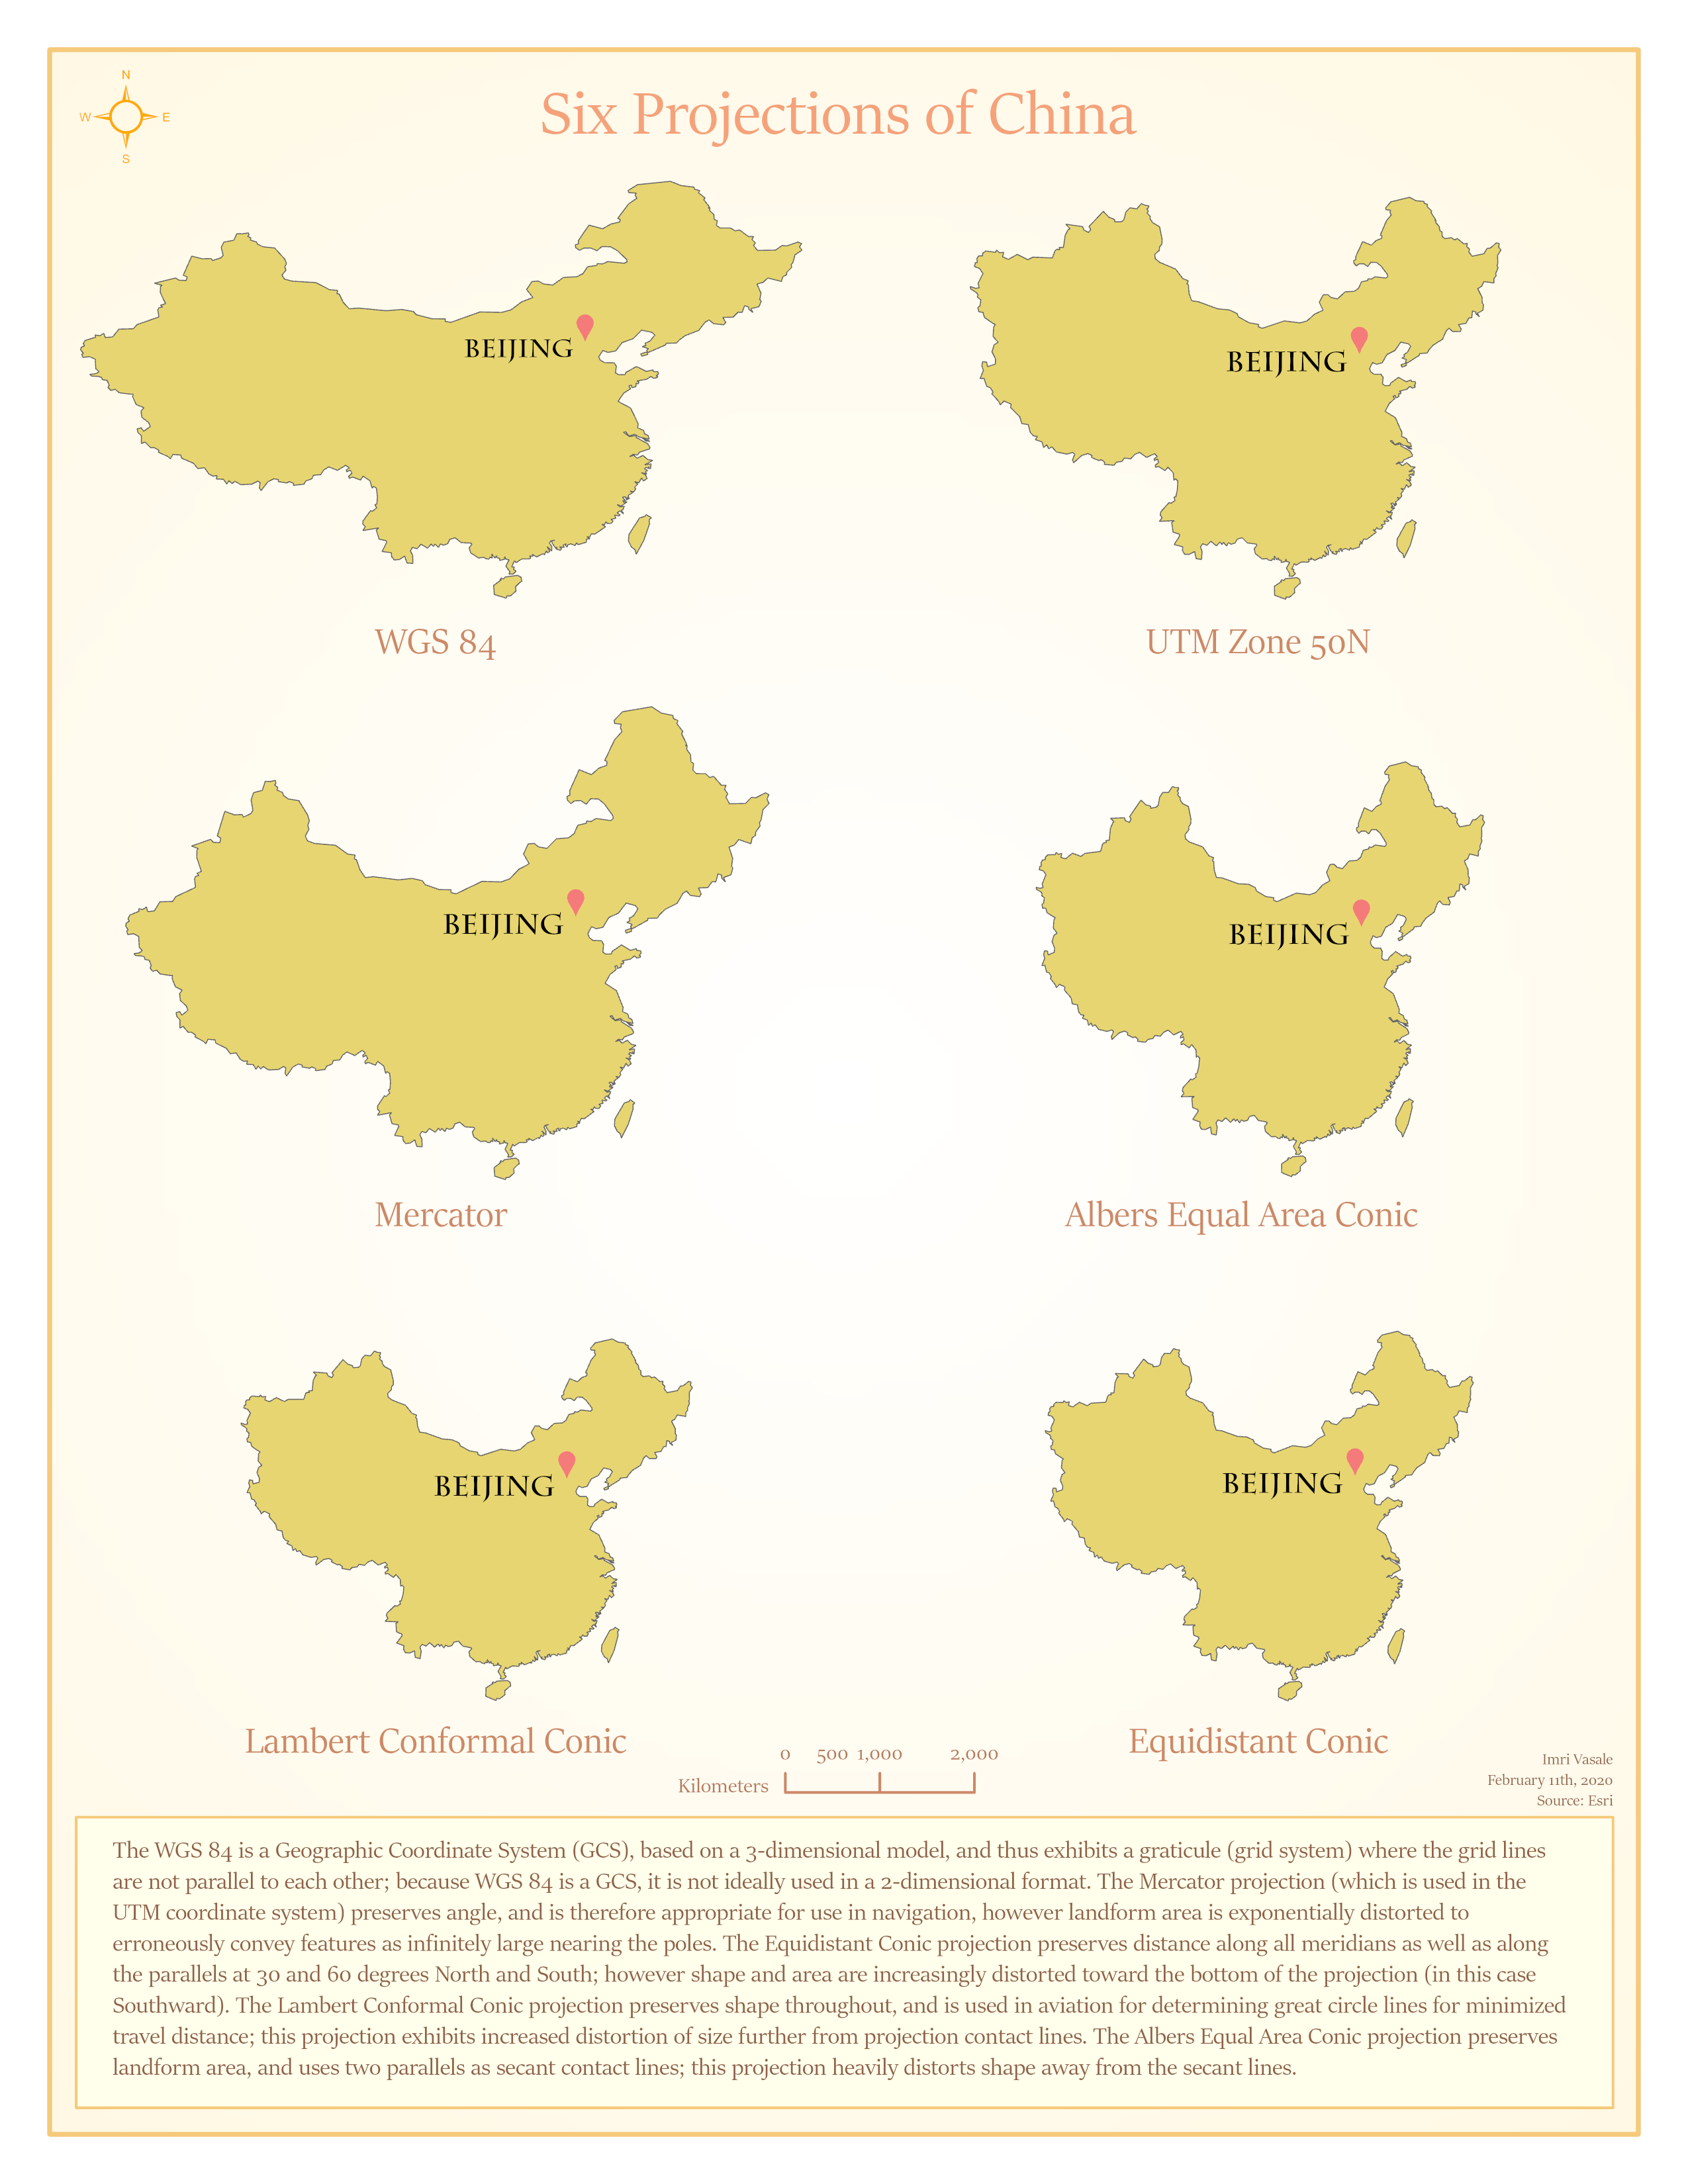 N
W E
S
Six Projections of China
BEIJING
BEIJING
WGS 84
UTM Zone 50N
BEIJING
BEIJING
Mercator
Albers Equal Area Conic
BEIJING
BEIJING
Lambert Conformal Conic
Equidistant Conic
0 500 1,000 2,000
Kilometers
Imri Vasale
February 11th, 2020
Source: Esri
The WGS 84 is a Geographic Coordinate System (GCS), based on a 3-dimensional model, and thus exhibits a graticule (grid system) where the grid lines
are not parallel to each other; because WGS 84 is a GCS, it is not ideally used in a 2-dimensional format. The Mercator projection (which is used in the
UTM coordinate system) preserves angle, and is therefore appropriate for use in navigation, however landform area is exponentially distorted to
erroneously convey features as infinitely large nearing the poles. The Equidistant Conic projection preserves distance along all meridians as well as along
the parallels at 30 and 60 degrees North and South; however shape and area are increasingly distorted toward the bottom of the projection (in this case
Southward). The Lambert Conformal Conic projection preserves shape throughout, and is used in aviation for determining great circle lines for minimized
travel distance; this projection exhibits increased distortion of size further from projection contact lines. The Albers Equal Area Conic projection preserves
landform area, and uses two parallels as secant contact lines; this projection heavily distorts shape away from the secant lines.